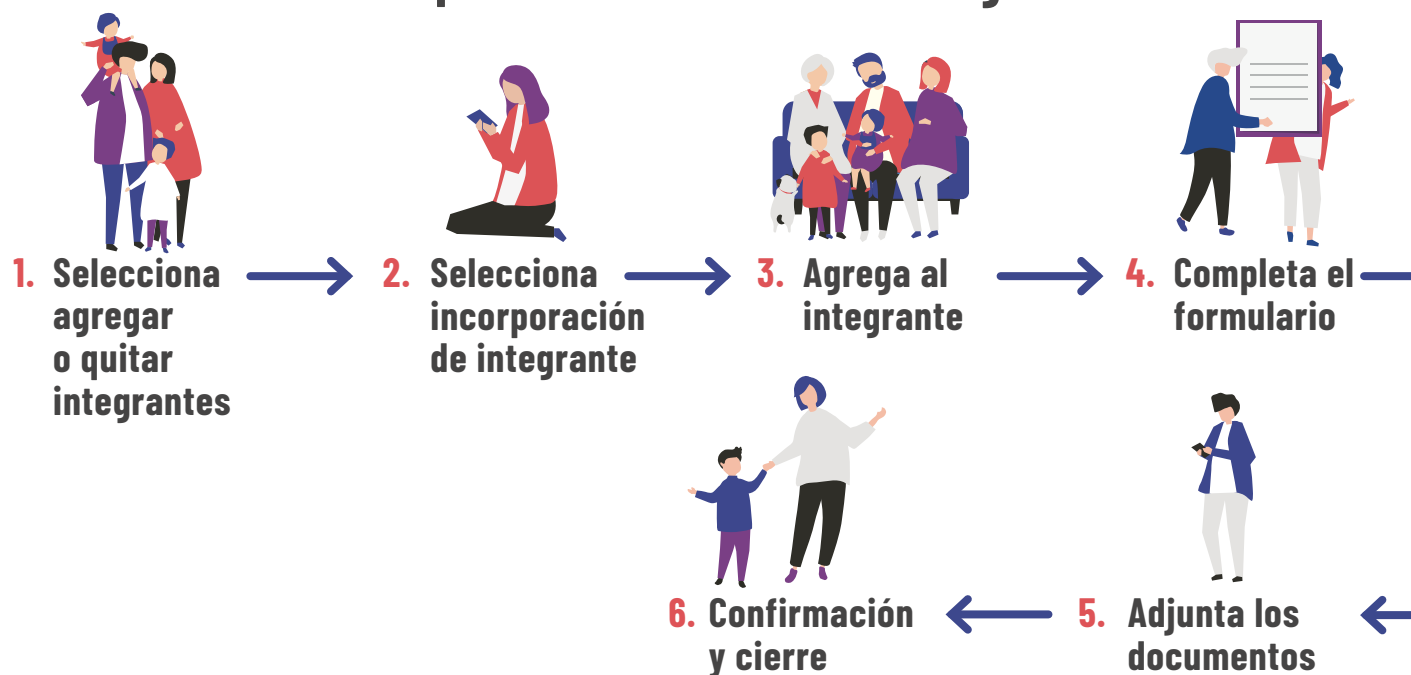 1. Selecciona
agregar
o quitar
integrantes
2. Selecciona
incorporación
de integrante
3. Agrega al
integrante
4. Completa el
formulario
5. Adjunta los
documentos
6. Confirmación
y cierre